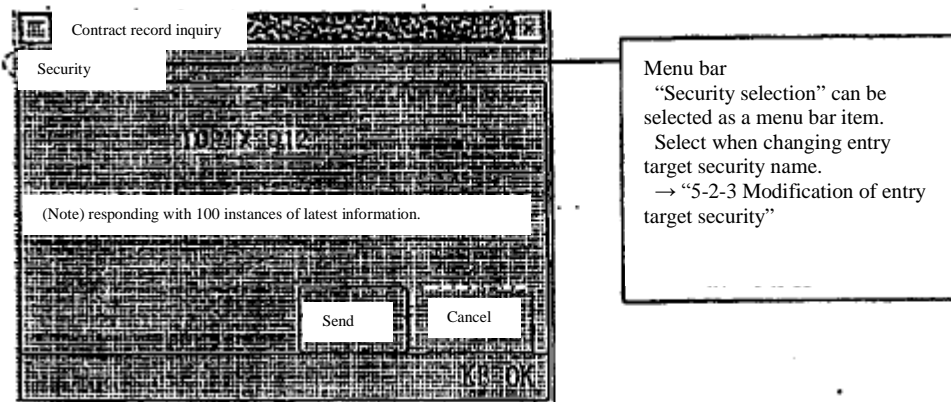 Contract record inquiry
Security
(Note) responding with 100 instances of latest information.
Send
Cancel
KB OK
Menu bar
“Security selection” can be
selected as a menu bar item.
Select when changing entry
target security name.
→ “5-2-3 Modification of entry
target security”